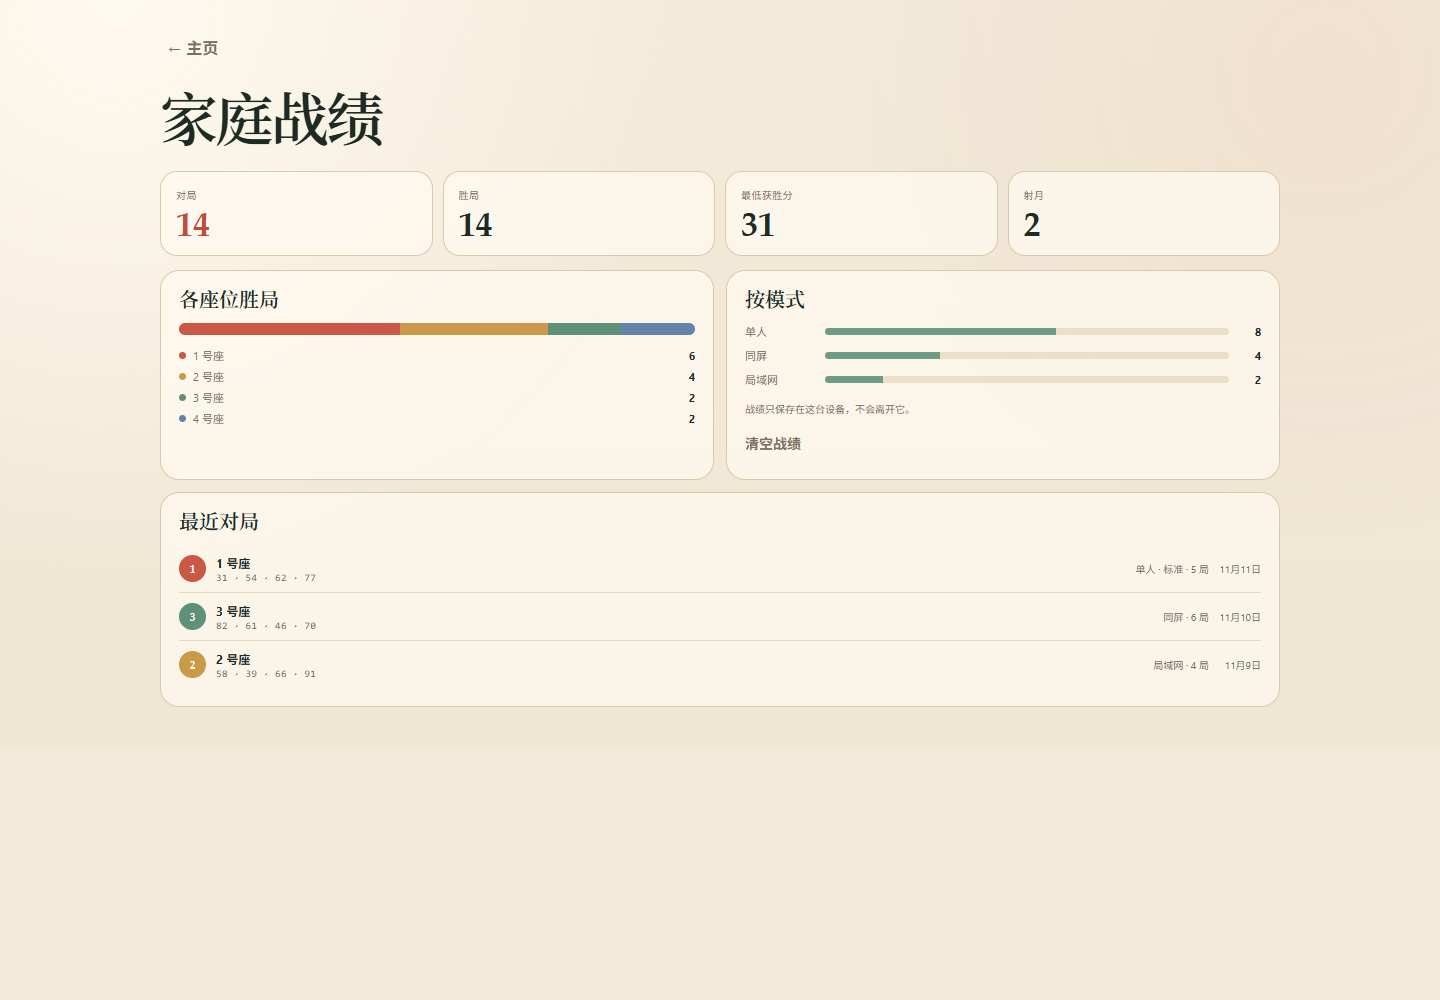 ← 主页
家庭战绩
对局
14
胜局
14
最低获胜分
31
射月
2
各座位胜局
1 号座 6
2 号座 4
3 号座 2
4 号座 2
按模式
单人 8
同屏 4
局域网 2
战绩只保存在这台设备，不会离开它。
清空战绩
最近对局
1 1 号座
31 · 54 · 62 · 77
单人 · 标准 · 5 局 11月11日
3 3 号座
82 · 61 · 46 · 70
同屏 · 6 局 11月10日
2 2 号座
58 · 39 · 66 · 91
局域网 · 4 局 11月9日